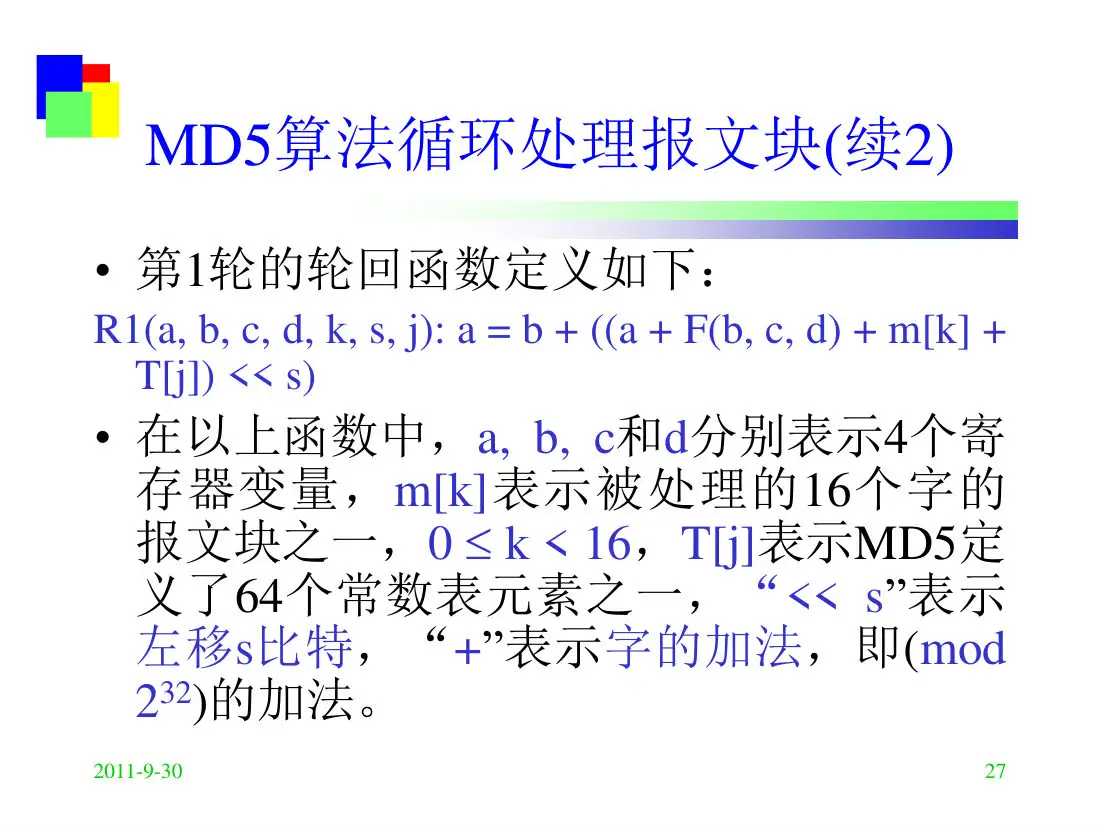 MD5算法循环处理报文块(续2)
• 第1轮的轮回函数定义如下：
R1(a, b, c, d, k, s, j): a = b + ((a + F(b, c, d) + m[k] +
T[j]) << s)
• 在以上函数中，a, b, c和d分别表示4个寄
存器变量，m[k]表示被处理的16个字的
报文块之一，0 ≤ k < 16，T[j]表示MD5定
义了64个常数表元素之一，“<< s”表示
左移s比特，“+”表示字的加法，即(mod
2³²)的加法。
2011-9-30
27